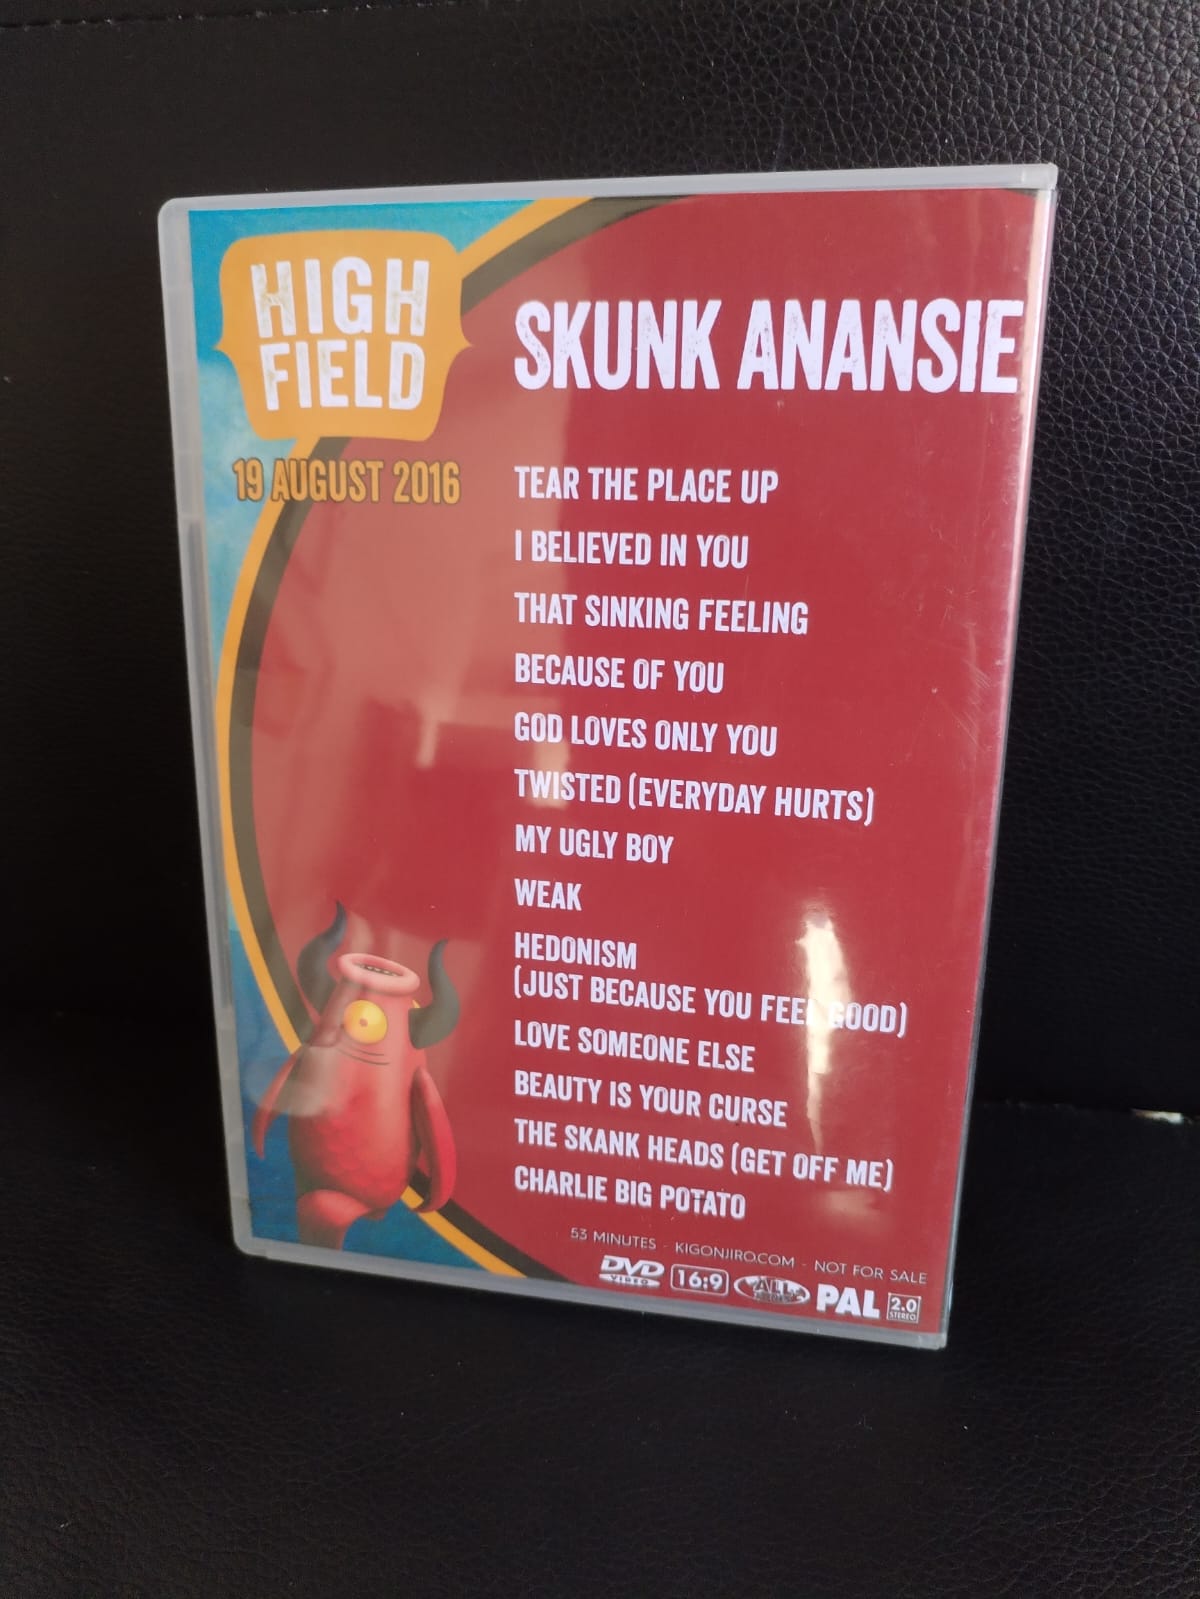 HIGH
FIELD
19 AUGUST 2016
SKUNK ANANSIE
TEAR THE PLACE UP
I BELIEVED IN YOU
THAT SINKING FEELING
BECAUSE OF YOU
GOD LOVES ONLY YOU
TWISTED (EVERYDAY HURTS)
MY UGLY BOY
WEAK
HEDONISM
(JUST BECAUSE YOU FEEL GOOD)
LOVE SOMEONE ELSE
BEAUTY IS YOUR CURSE
THE SKANK HEADS (GET OFF ME)
CHARLIE BIG POTATO
53 MINUTES - KIGONJIRO.COM - NOT FOR SALE
DVD VIDEO 16:9 ALL PAL 2.0 STEREO